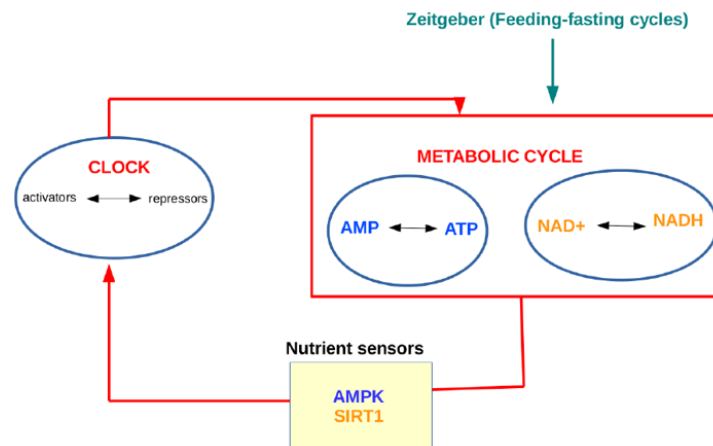 Zeitgeber (Feeding-fasting cycles)
CLOCK
activators repressors
METABOLIC CYCLE
AMP ATP
NAD+ NADH
Nutrient sensors
AMPK
SIRT1